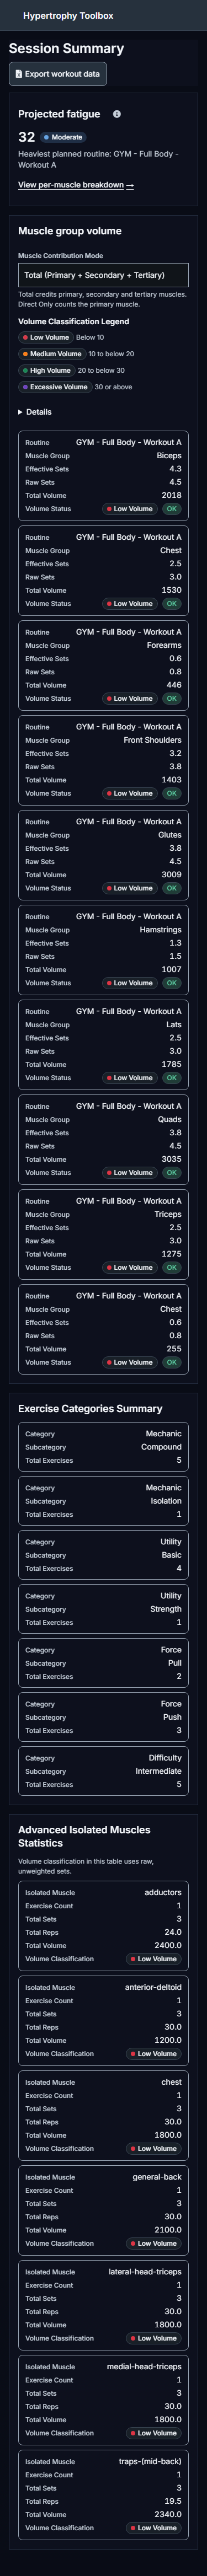 Hypertrophy Toolbox
Session Summary
Export workout data
Projected fatigue
32 Moderate
Heaviest planned routine: GYM - Full Body -
Workout A
View per-muscle breakdown →
Muscle group volume
Muscle Contribution Mode
Total (Primary + Secondary + Tertiary)
Total credits primary, secondary and tertiary muscles.
Direct Only counts the primary muscle.
Volume Classification Legend
Low Volume Below 10
Medium Volume 10 to below 20
High Volume 20 to below 30
Excessive Volume 30 or above
Details
Routine GYM - Full Body - Workout A
Muscle Group Biceps
Effective Sets 4.3
Raw Sets 4.5
Total Volume 2018
Volume Status Low Volume OK
Routine GYM - Full Body - Workout A
Muscle Group Chest
Effective Sets 2.5
Raw Sets 3.0
Total Volume 1530
Volume Status Low Volume OK
Routine GYM - Full Body - Workout A
Muscle Group Forearms
Effective Sets 0.6
Raw Sets 0.8
Total Volume 446
Volume Status Low Volume OK
Routine GYM - Full Body - Workout A
Muscle Group Front Shoulders
Effective Sets 3.2
Raw Sets 3.8
Total Volume 1403
Volume Status Low Volume OK
Routine GYM - Full Body - Workout A
Muscle Group Glutes
Effective Sets 3.8
Raw Sets 4.5
Total Volume 3009
Volume Status Low Volume OK
Routine GYM - Full Body - Workout A
Muscle Group Hamstrings
Effective Sets 1.3
Raw Sets 1.5
Total Volume 1007
Volume Status Low Volume OK
Routine GYM - Full Body - Workout A
Muscle Group Lats
Effective Sets 2.5
Raw Sets 3.0
Total Volume 1785
Volume Status Low Volume OK
Routine GYM - Full Body - Workout A
Muscle Group Quads
Effective Sets 3.8
Raw Sets 4.5
Total Volume 3035
Volume Status Low Volume OK
Routine GYM - Full Body - Workout A
Muscle Group Triceps
Effective Sets 2.5
Raw Sets 3.0
Total Volume 1275
Volume Status Low Volume OK
Routine GYM - Full Body - Workout A
Muscle Group Chest
Effective Sets 0.6
Raw Sets 0.8
Total Volume 255
Volume Status Low Volume OK
Exercise Categories Summary
Category Mechanic
Subcategory Compound
Total Exercises 5
Category Mechanic
Subcategory Isolation
Total Exercises 1
Category Utility
Subcategory Basic
Total Exercises 4
Category Utility
Subcategory Strength
Total Exercises 1
Category Force
Subcategory Pull
Total Exercises 2
Category Force
Subcategory Push
Total Exercises 3
Category Difficulty
Subcategory Intermediate
Total Exercises 5
Advanced Isolated Muscles
Statistics
Volume classification in this table uses raw,
unweighted sets.
Isolated Muscle adductors
Exercise Count 1
Total Sets 3
Total Reps 24.0
Total Volume 2400.0
Volume Classification Low Volume
Isolated Muscle anterior-deltoid
Exercise Count 1
Total Sets 3
Total Reps 30.0
Total Volume 1200.0
Volume Classification Low Volume
Isolated Muscle chest
Exercise Count 1
Total Sets 3
Total Reps 30.0
Total Volume 1800.0
Volume Classification Low Volume
Isolated Muscle general-back
Exercise Count 1
Total Sets 3
Total Reps 30.0
Total Volume 2100.0
Volume Classification Low Volume
Isolated Muscle lateral-head-triceps
Exercise Count 1
Total Sets 3
Total Reps 30.0
Total Volume 1800.0
Volume Classification Low Volume
Isolated Muscle medial-head-triceps
Exercise Count 1
Total Sets 3
Total Reps 30.0
Total Volume 1800.0
Volume Classification Low Volume
Isolated Muscle traps-(mid-back)
Exercise Count 1
Total Sets 3
Total Reps 19.5
Total Volume 2340.0
Volume Classification Low Volume